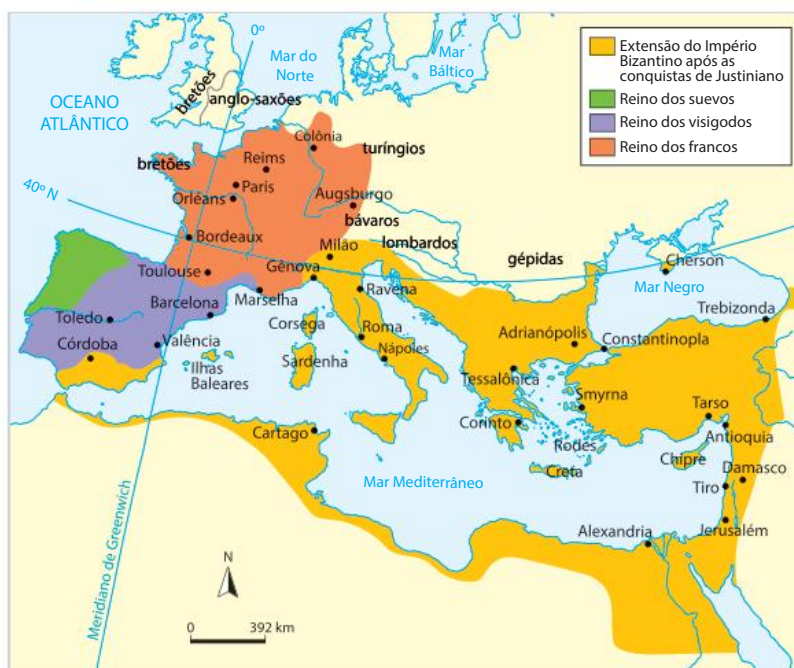 0º
Mar do
Norte
Mar
Báltico
Extensão do Império
Bizantino após as
conquistas de Justiniano
Reino dos suevos
Reino dos visigodos
Reino dos francos
OCEANO
ATLÂNTICO
bretões
anglo-saxões
Colônia
turíngios
bretões
Reims
Paris
Orléans
Augsburgo
40º N
bávaros
Bordeaux
Milão
lombardos
gépidas
Cherson
Toulouse
Gênova
Mar Negro
Marselha
Ravena
Barcelona
Trebizonda
Toledo
Córsega
Roma
Adrianópolis
Constantinopla
Córdoba
Valência
Ilhas
Baleares
Sardenha
Nápoles
Tessalônica
Smyrna
Tarso
Cartago
Corinto
Antioquia
Rodes
Chipre
Creta
Damasco
Mar Mediterrâneo
Tiro
Alexandria
Jerusalém
Meridiano de Greenwich
N
0
392 km